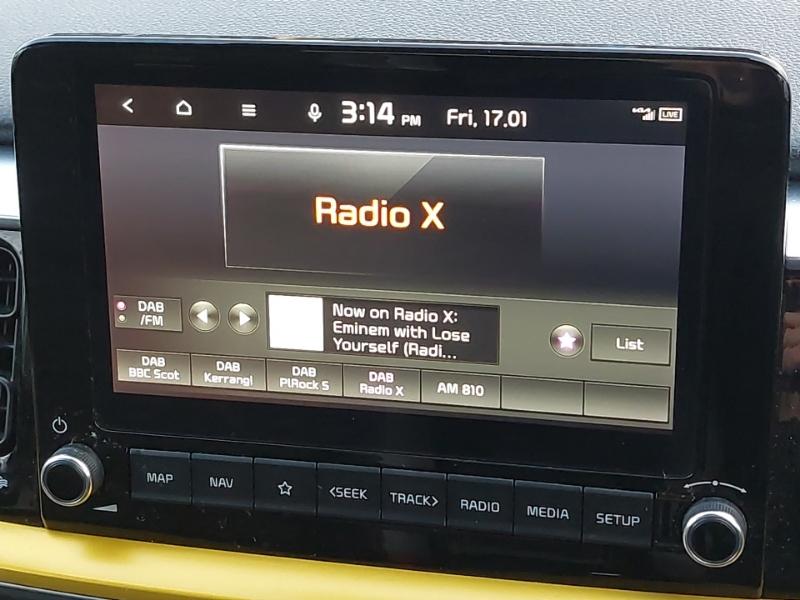 3:14 PM Fri, 17.01 KIA LIVE
Radio X
DAB
/FM
Now on Radio X:
Eminem with Lose
Yourself (Radi...
List
DAB
BBC Scot
DAB
Kerrang!
DAB
PlRock S
DAB
Radio X
AM 810
MAP
NAV
<SEEK
TRACK>
RADIO
MEDIA
SETUP